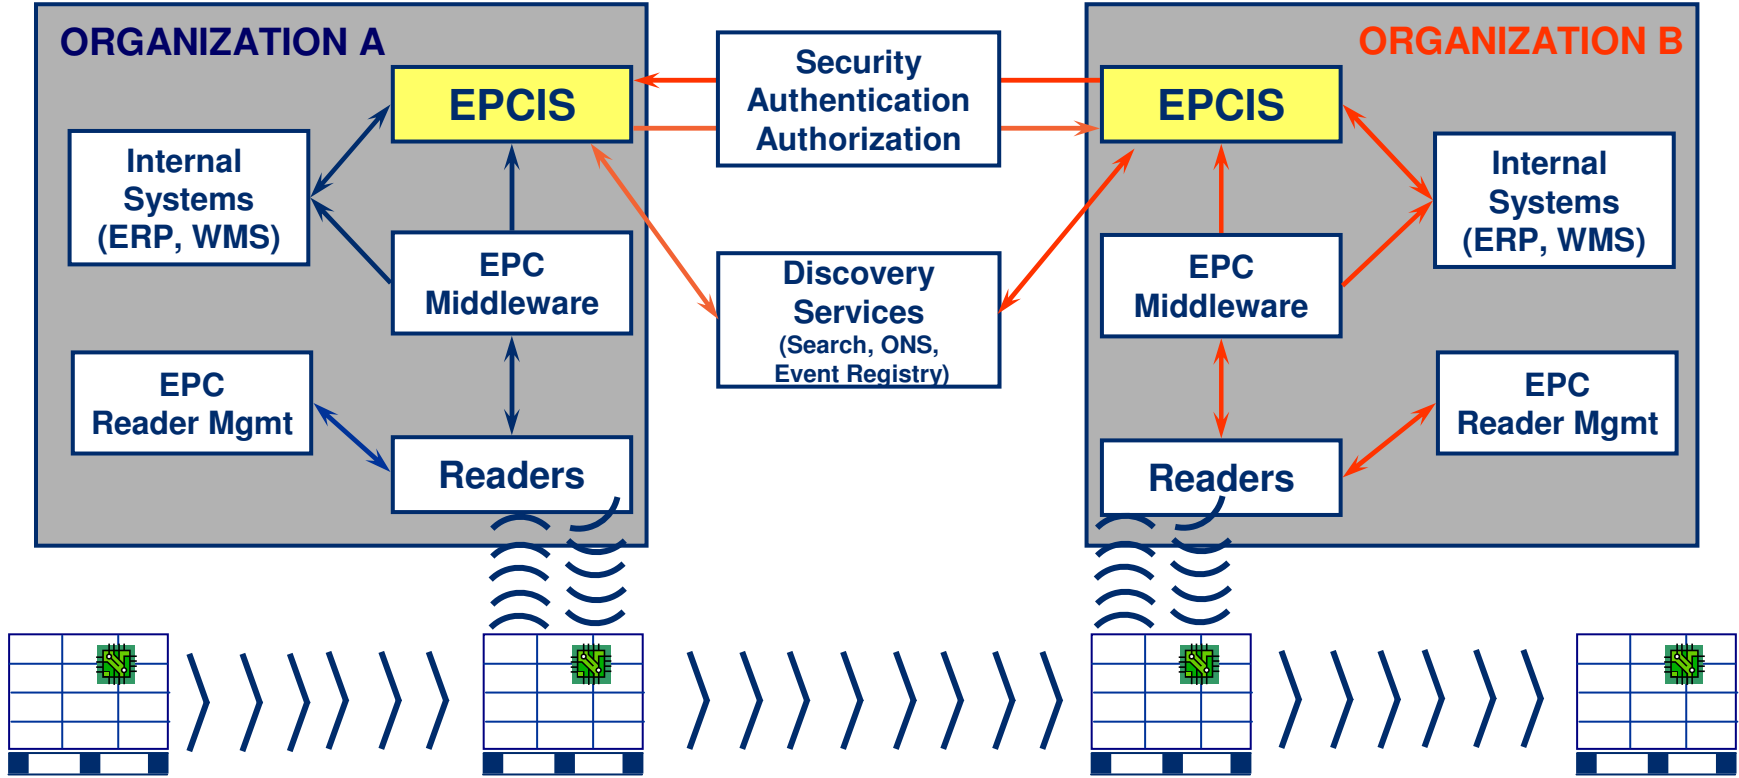 ORGANIZATION A
EPCIS
Internal
Systems
(ERP, WMS)
EPC
Middleware
EPC
Reader Mgmt
Readers
Security
Authentication
Authorization
Discovery
Services
(Search, ONS,
Event Registry)
ORGANIZATION B
EPCIS
Internal
Systems
(ERP, WMS)
EPC
Middleware
EPC
Reader Mgmt
Readers